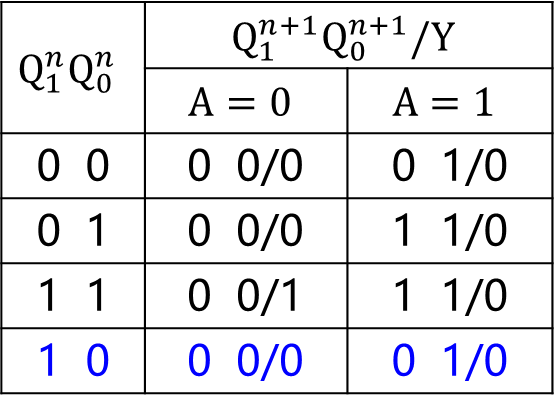 Q₁ⁿQ₀ⁿ Q₁ⁿ⁺¹Q₀ⁿ⁺¹/Y
A = 0 A = 1
0 0 0 0/0 0 1/0
0 1 0 0/0 1 1/0
1 1 0 0/1 1 1/0
1 0 0 0/0 0 1/0